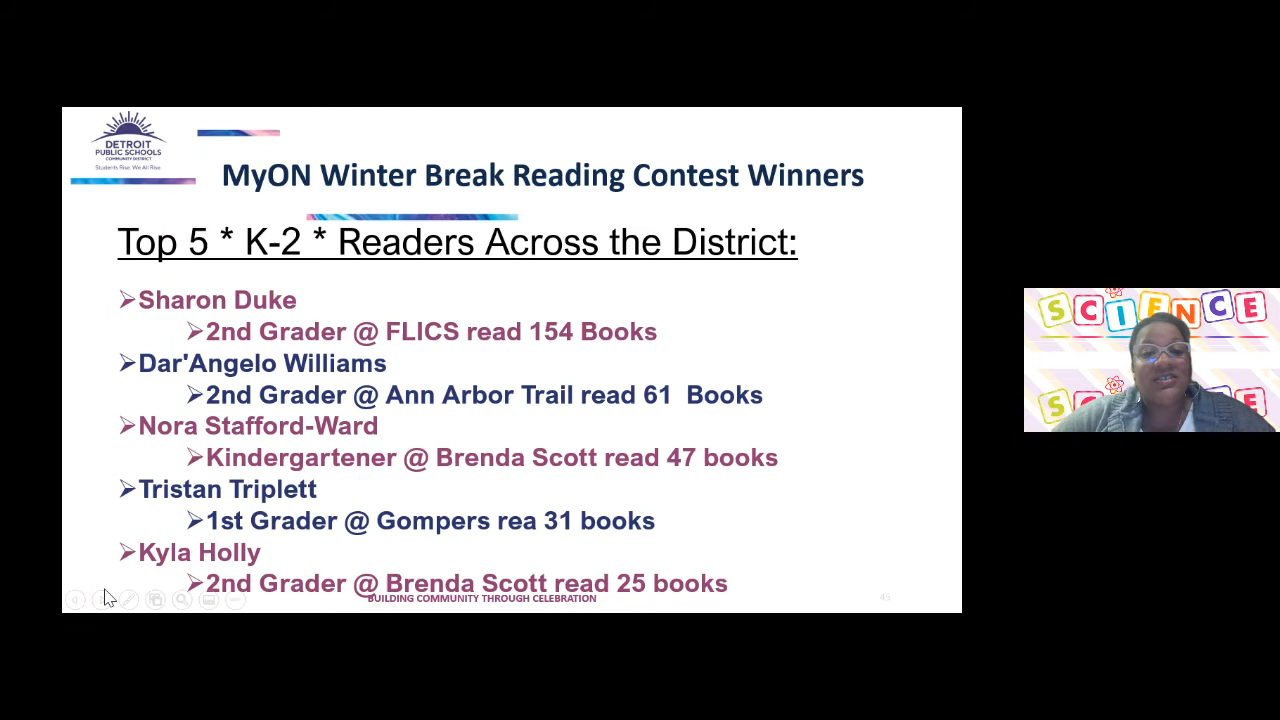 DETROIT
PUBLIC SCHOOLS
COMMUNITY DISTRICT
Students Rise. We All Rise
MyON Winter Break Reading Contest Winners
Top 5 * K-2 * Readers Across the District:
➢Sharon Duke
➢2nd Grader @ FLICS read 154 Books
➢Dar'Angelo Williams
➢2nd Grader @ Ann Arbor Trail read 61  Books
➢Nora Stafford-Ward
➢Kindergartener @ Brenda Scott read 47 books
➢Tristan Triplett
➢1st Grader @ Gompers rea 31 books
➢Kyla Holly
➢2nd Grader @ Brenda Scott read 25 books
BUILDING COMMUNITY THROUGH CELEBRATION
45
SCIENCE